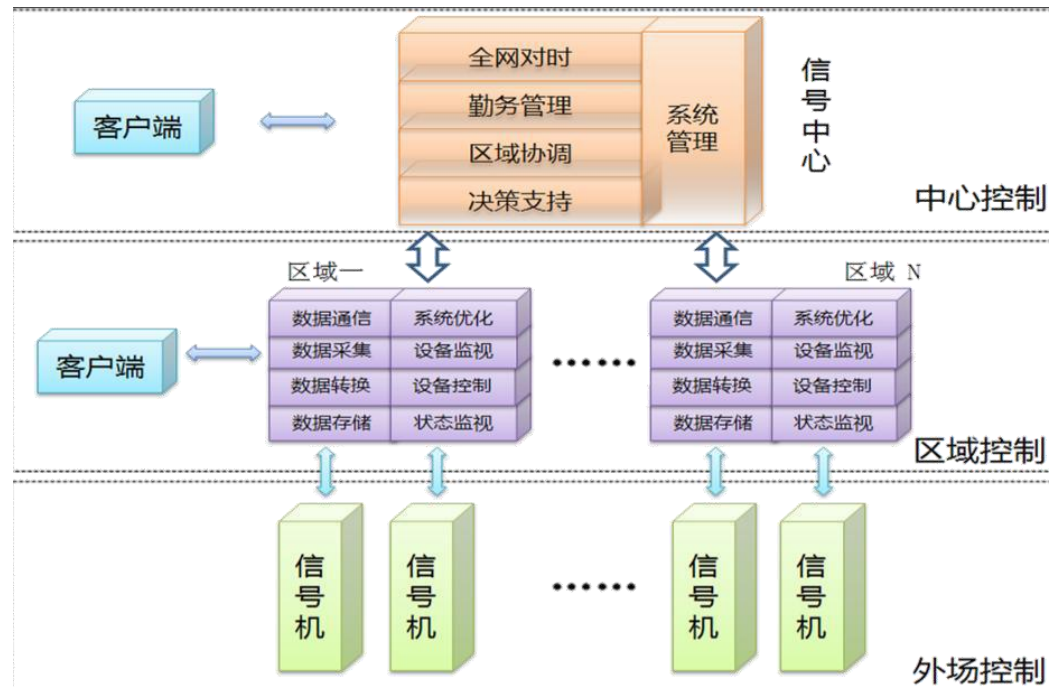 全网对时
勤务管理
区域协调
决策支持
系统
管理
信号中心
客户端
中心控制
区域一
区域 N
数据通信
系统优化
数据采集
设备监视
数据转换
设备控制
数据存储
状态监视
......
数据通信
系统优化
数据采集
设备监视
数据转换
设备控制
数据存储
状态监视
客户端
区域控制
信号机
信号机
......
信号机
信号机
外场控制